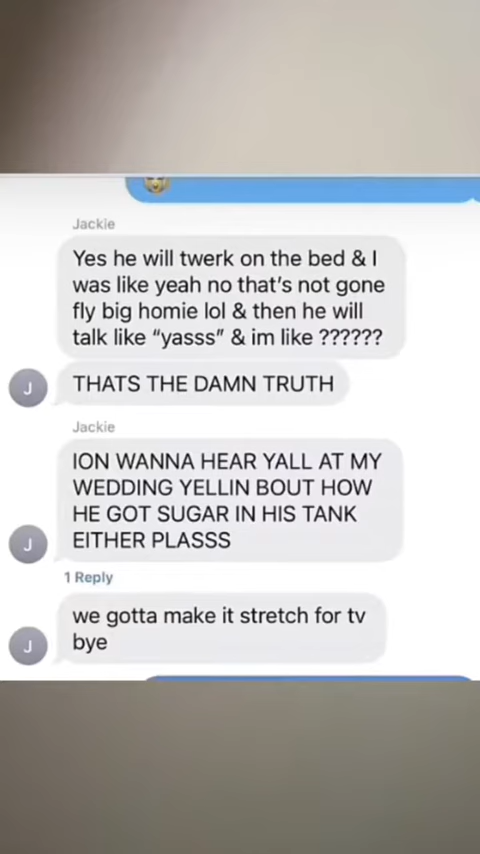 Jackie
Yes he will twerk on the bed & I
was like yeah no that's not gone
fly big homie lol & then he will
talk like “yasss” & im like ??????
J
THATS THE DAMN TRUTH
Jackie
ION WANNA HEAR YALL AT MY
WEDDING YELLIN BOUT HOW
HE GOT SUGAR IN HIS TANK
EITHER PLASSS
J
1 Reply
we gotta make it stretch for tv
bye
J